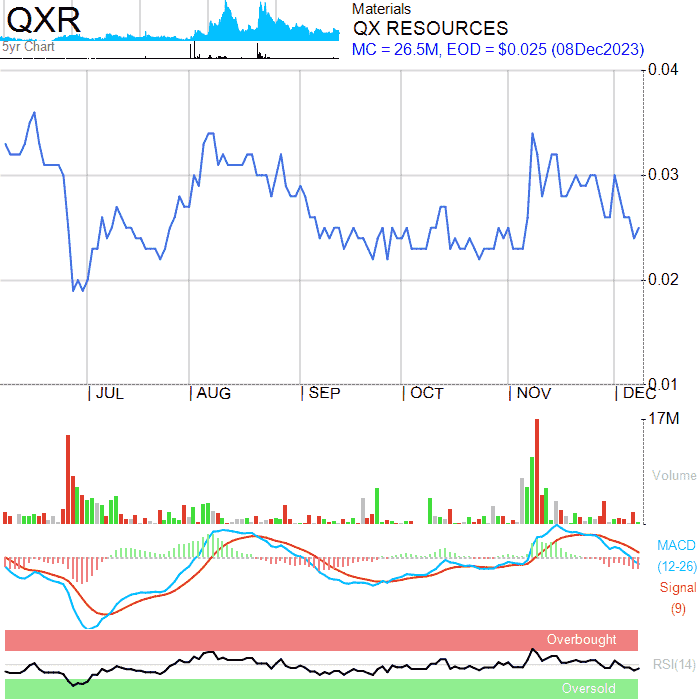 QXR
5yr Chart
Materials
QX RESOURCES
MC = 26.5M, EOD = $0.025 (08Dec2023)
0.04
0.03
0.02
0.01
JUL AUG SEP OCT NOV DEC
17M
Volume
MACD
(12-26)
Signal
(9)
Overbought
RSI(14)
Oversold